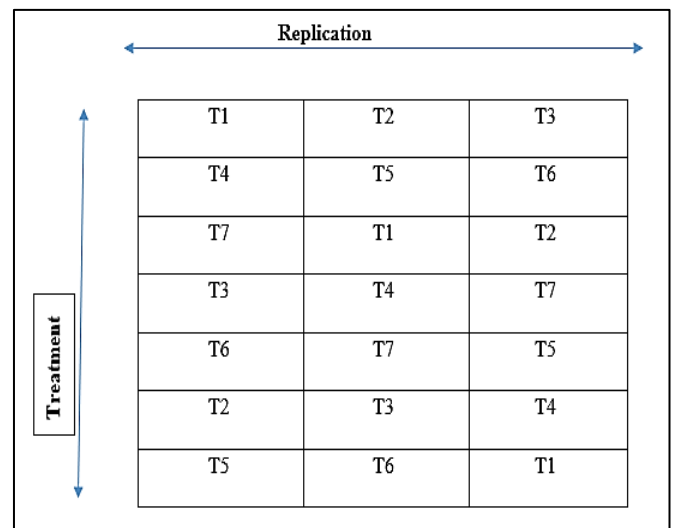 Replication
T1 T2 T3
T4 T5 T6
T7 T1 T2
T3 T4 T7
T6 T7 T5
T2 T3 T4
T5 T6 T1
Treatment